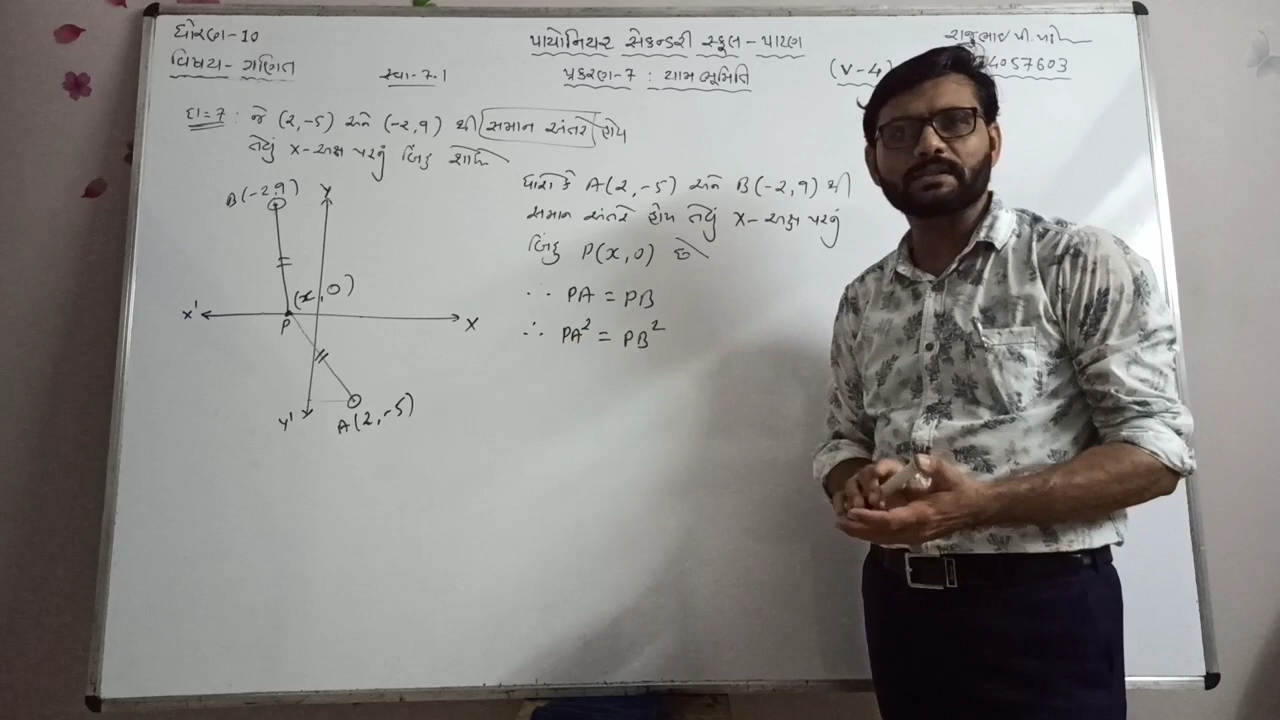 ધોરણ-10
પાયોનિયર સેકન્ડરી સ્કૂલ-પાટણ
રાજુભાઇ પી.
વિષય- ગણિત
સ્વા-7.1
પ્રકરણ-7 : યામ ભૂમિતિ
(V-4)
4057603
દા=7 : જે (2,-5) અને (-2,9) થી સમાન અંતરે હોય
તેવું X-અક્ષ પરનું બિંદુ શોધો
B(-2,9)
Y
(x,0)
X'
P
X
Y'
A(2,-5)
ધારો કે A(2,-5) અને B(-2,9) થી
સમાન અંતરે હોય તેવું X-અક્ષ પરનું
બિંદુ P(x,0) છે
∴ PA = PB
∴ PA² = PB²